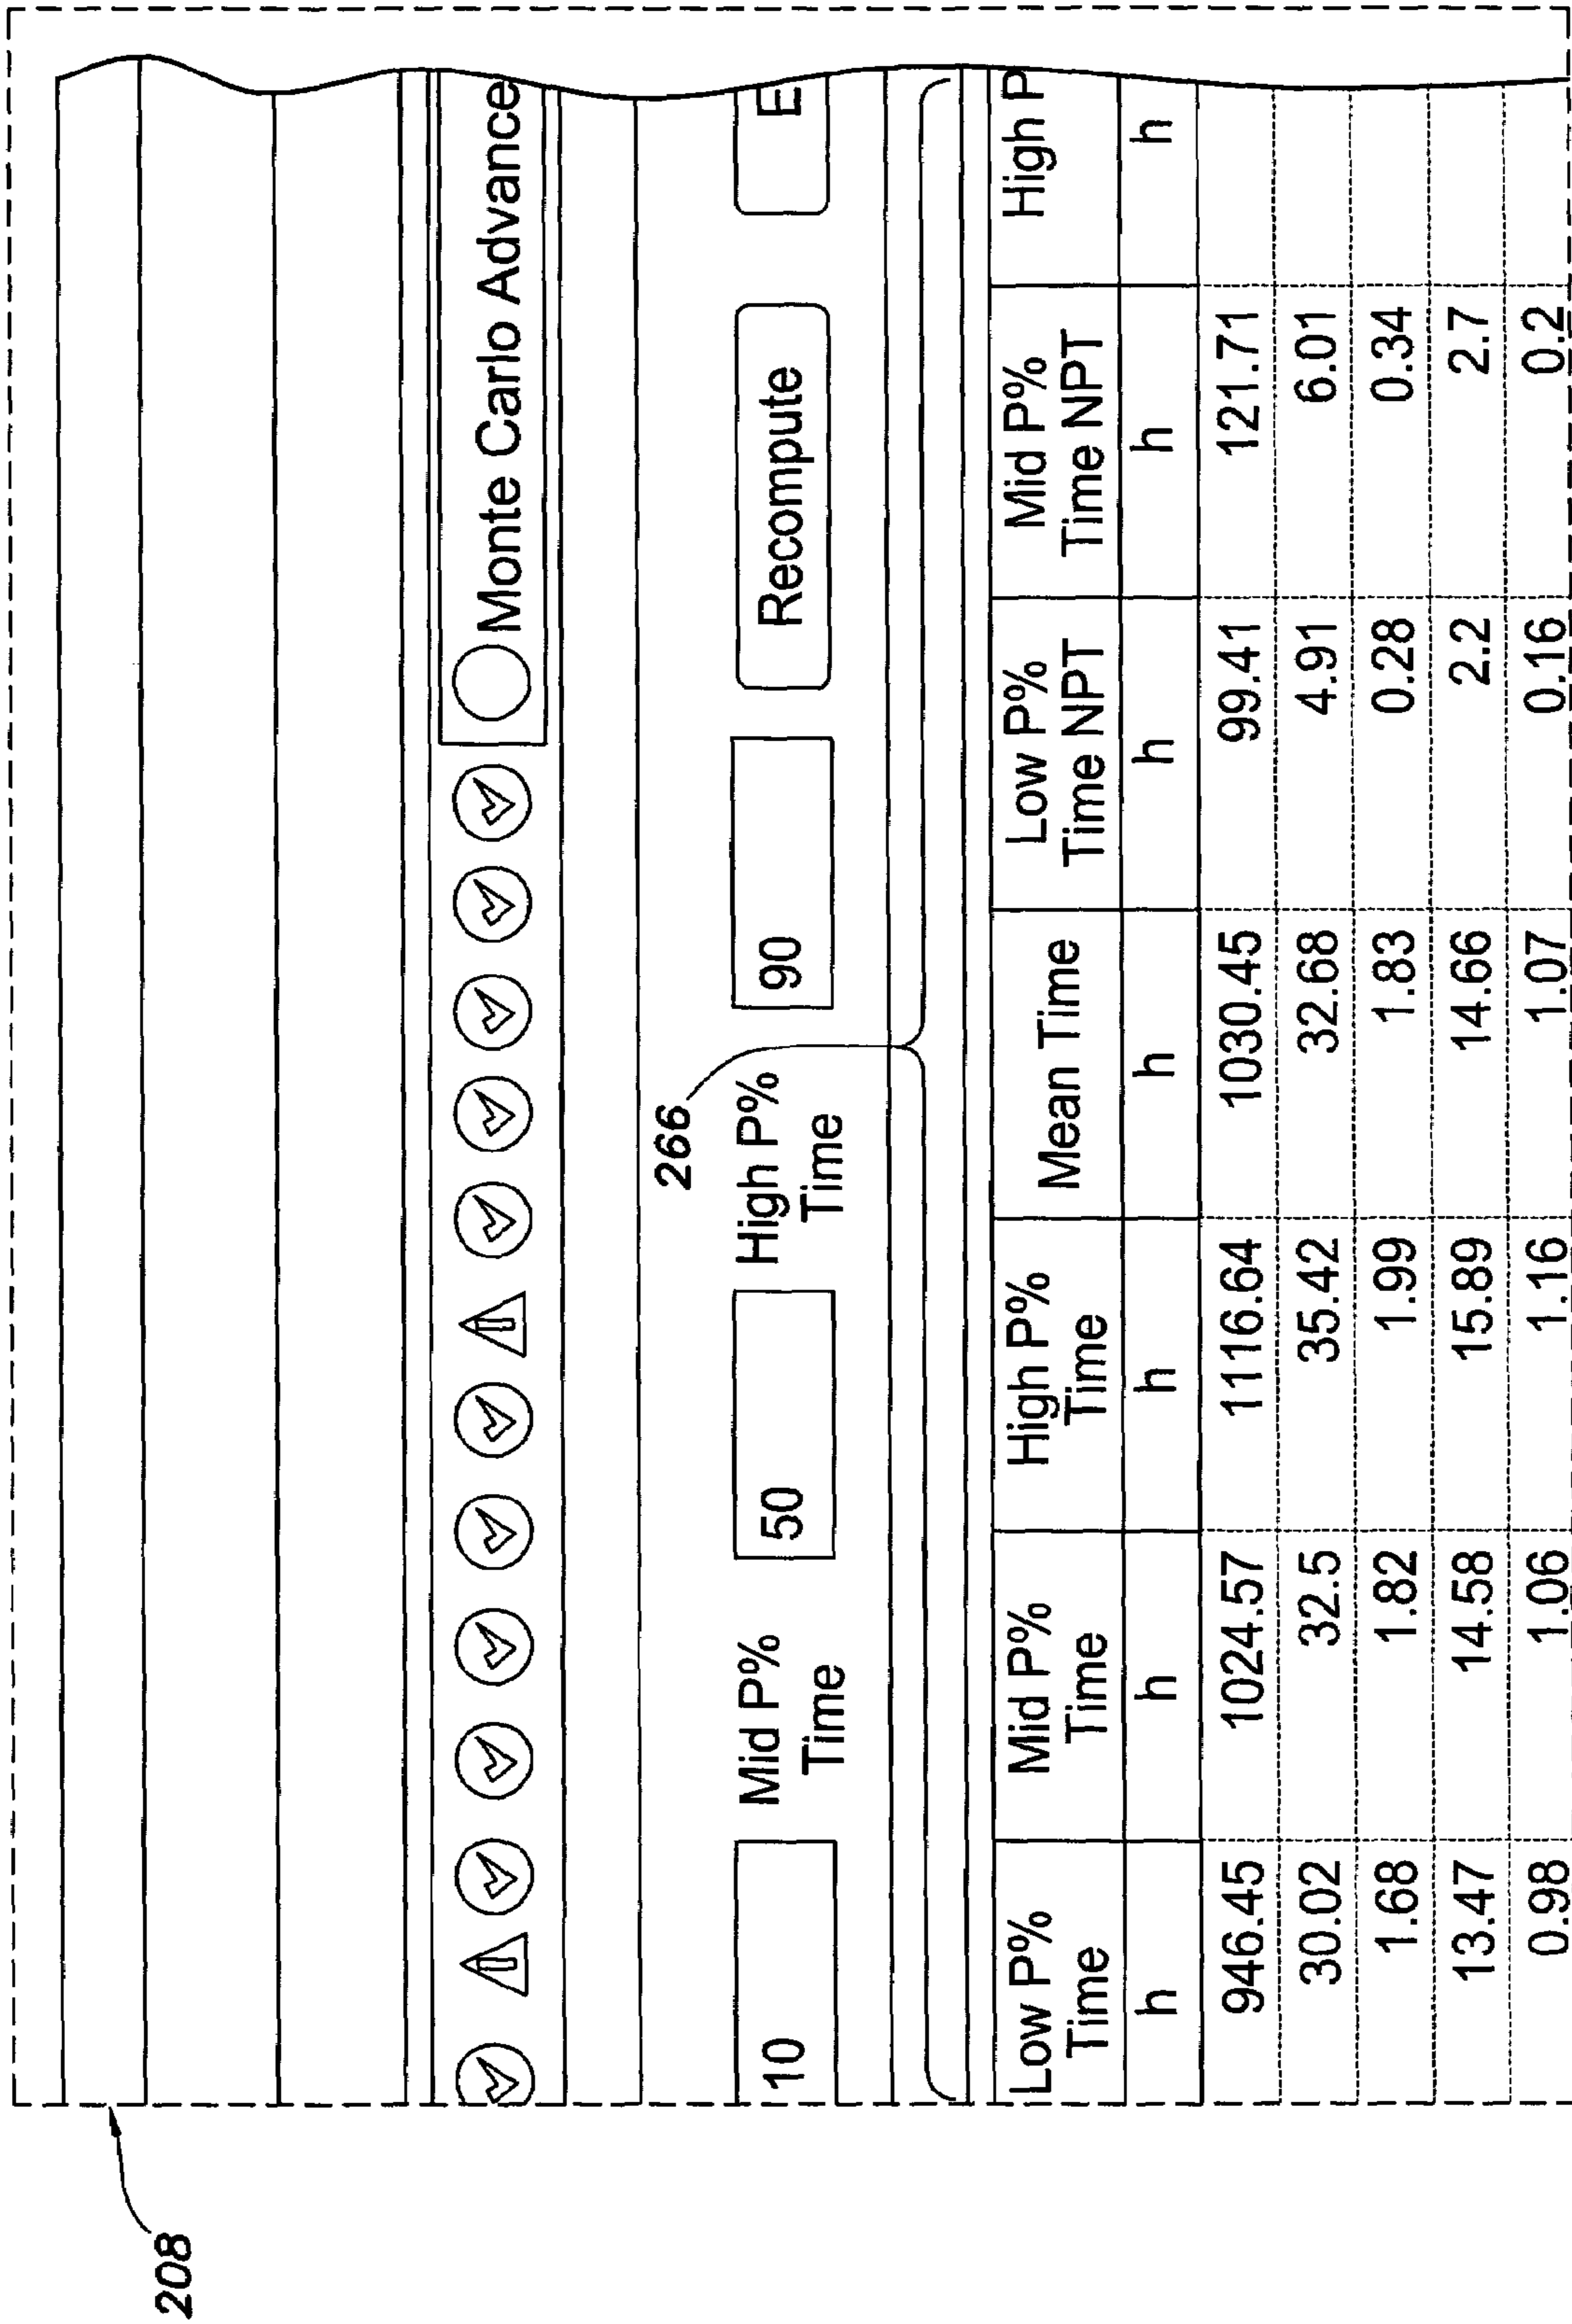 208
Monte Carlo Advance
10
Mid P%
Time
50
High P%
Time
90
Recompute
E
266
Low P%
Time
Mid P%
Time
High P%
Time
Mean Time
Low P%
Time NPT
Mid P%
Time NPT
High P
h h h h h h h
946.45 1024.57 1116.64 1030.45 99.41 121.71
30.02 32.5 35.42 32.68 4.91 6.01
1.68 1.82 1.99 1.83 0.28 0.34
13.47 14.58 15.89 14.66 2.2 2.7
0.98 1.06 1.16 1.07 0.16 0.2